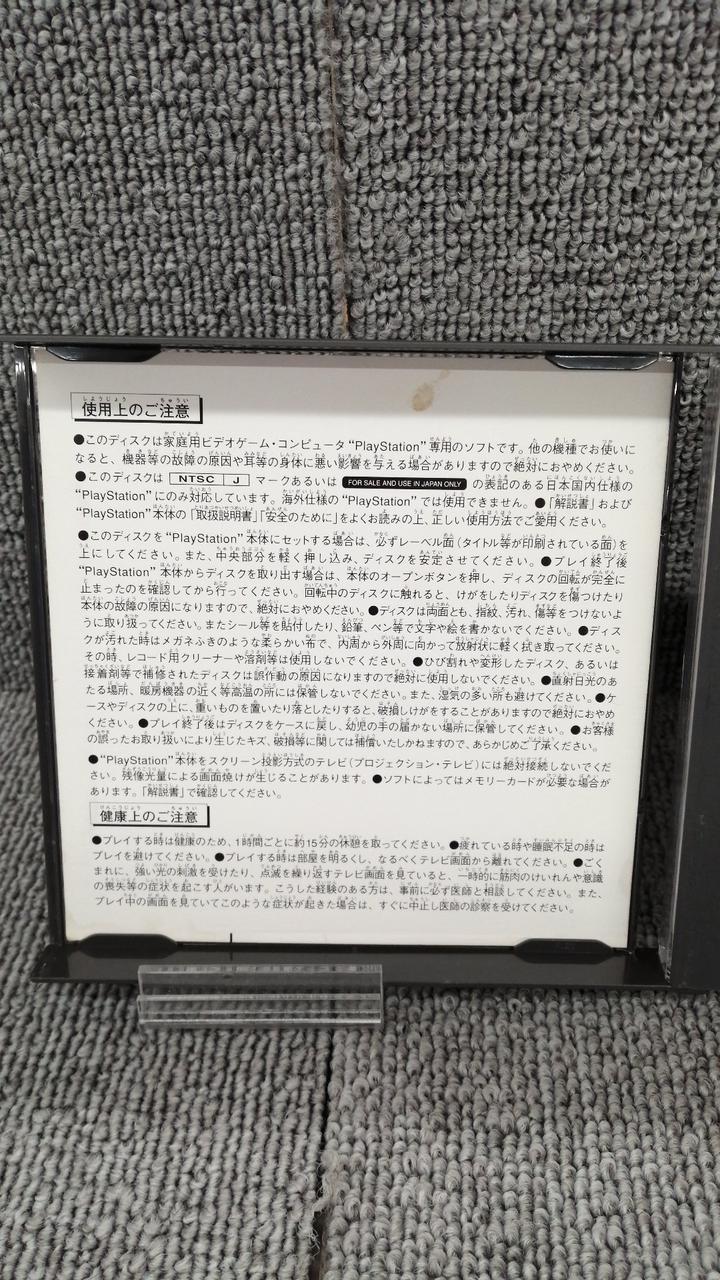 使用上のご注意
●このディスクは家庭用ビデオゲーム・コンピュータ“PlayStation”専用のソフトです。他の機種でお使いに
なると、機器等の故障の原因や耳等の身体に悪い影響を与える場合がありますので絶対におやめください。
●このディスクは NTSC J マークあるいは FOR SALE AND USE IN JAPAN ONLY の表記のある日本国内仕様の
“PlayStation”にのみ対応しています。海外仕様の“PlayStation”では使用できません。●「解説書」および
“PlayStation”本体の「取扱説明書」「安全のために」をよくお読みの上、正しい使用方法でご愛用ください。
●このディスクを“PlayStation”本体にセットする場合は、必ずレーベル面（タイトル等が印刷されている面）を
上にしてください。また、中央部分を軽く押し込み、ディスクを安定させてください。●プレイ終了後
“PlayStation”本体からディスクを取り出す場合は、本体のオープンボタンを押し、ディスクの回転が完全に
止まったのを確認してから行ってください。回転中のディスクに触れると、けがをしたりディスクを傷つけたり
本体の故障の原因になりますので、絶対におやめください。●ディスクは両面とも、指紋、汚れ、傷等をつけないよ
うに取り扱ってください。またシール等を貼付したり、鉛筆、ペン等で文字や絵を書かないでください。●ディス
クが汚れた時はメガネふきのような柔らかい布で、内周から外周に向かって放射状に軽く拭き取ってください。
その時、レコード用クリーナーや溶剤等は使用しないでください。●ひび割れや変形したディスク、あるいは
接着剤等で補修されたディスクは誤作動の原因になりますので絶対に使用しないでください。●直射日光のあ
たる場所、暖房機器の近く等高温の所には保管しないでください。また、湿気の多い所も避けてください。●ケ
ースやディスクの上に、重いものを置いたり落としたりすると、破損しけがをすることがありますので絶対におやめ
ください。●プレイ終了後はディスクをケースに戻し、幼児の手の届かない場所に保管してください。●お客様
の誤ったお取り扱いにより生じたキズ、破損等に関しては補償いたしかねますので、あらかじめご了承ください。
●“PlayStation”本体をスクリーン投影方式のテレビ（プロジェクション・テレビ）には絶対接続しないでくだ
さい。残像光量による画面焼けが生じることがあります。●ソフトによってはメモリーカードが必要な場合が
あります。「解説書」で確認してください。
健康上のご注意
●プレイする時は健康のため、1時間ごとに約15分の休憩を取ってください。●疲れている時や睡眠不足の時は
プレイを避けてください。●プレイする時は部屋を明るくし、なるべくテレビ画面から離れてください。●ごく
まれに、強い光の刺激を受けたり、点滅を繰り返すテレビ画面を見ていると、一時的に筋肉のけいれんや意識
の喪失等の症状を起こす人がいます。こうした経験のある方は、事前に必ず医師と相談してください。また、
プレイ中の画面を見ていてこのような症状が起きた場合は、すぐに中止し医師の診察を受けてください。